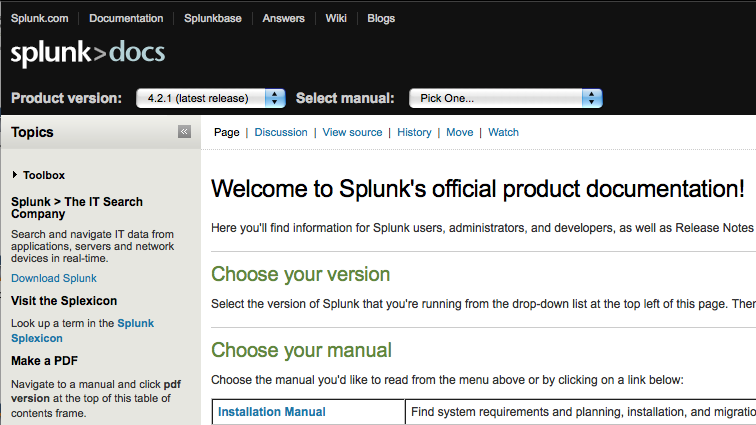 Splunk.com Documentation Splunkbase Answers Wiki Blogs
splunk>docs
Product version: 4.2.1 (latest release) Select manual: Pick One...
Topics «
Page | Discussion | View source | History | Move | Watch
Toolbox
Splunk > The IT Search
Company
Search and navigate IT data from
applications, servers and network
devices in real-time.
Download Splunk
Visit the Splexicon
Look up a term in the Splunk
Splexicon
Make a PDF
Navigate to a manual and click pdf
version at the top of this table of
contents frame.
Welcome to Splunk's official product documentation!
Here you'll find information for Splunk users, administrators, and developers, as well as Release Notes
Choose your version
Select the version of Splunk that you're running from the drop-down list at the top left of this page. Then
Choose your manual
Choose the manual you'd like to read from the menu above or by clicking on a link below:
Installation Manual Find system requirements and planning, installation, and migratio